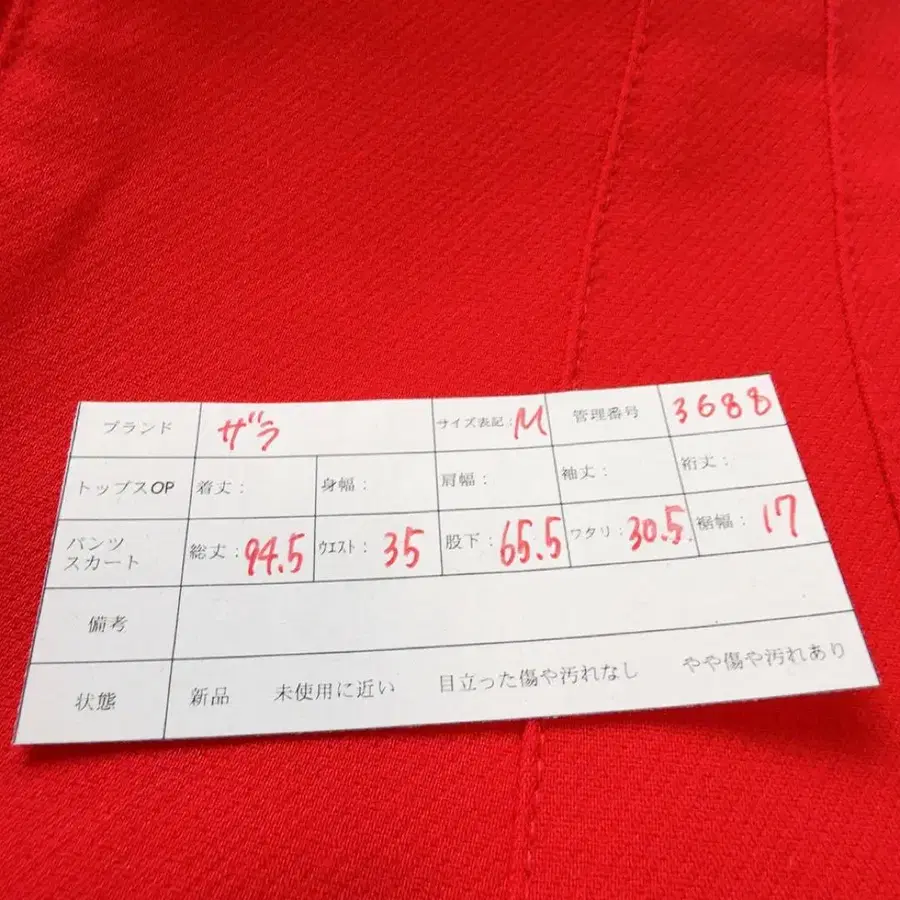 ブランド ザラ サイズ表記：M 管理番号 3688
トップスOP 着丈： 身幅： 肩幅： 袖丈： 裄丈：
パンツ
スカート 総丈：94.5 ウエスト：35 股下：65.5 ワタリ：30.5 裾幅：17
備考
状態 新品 未使用に近い 目立った傷や汚れなし やや傷や汚れあり